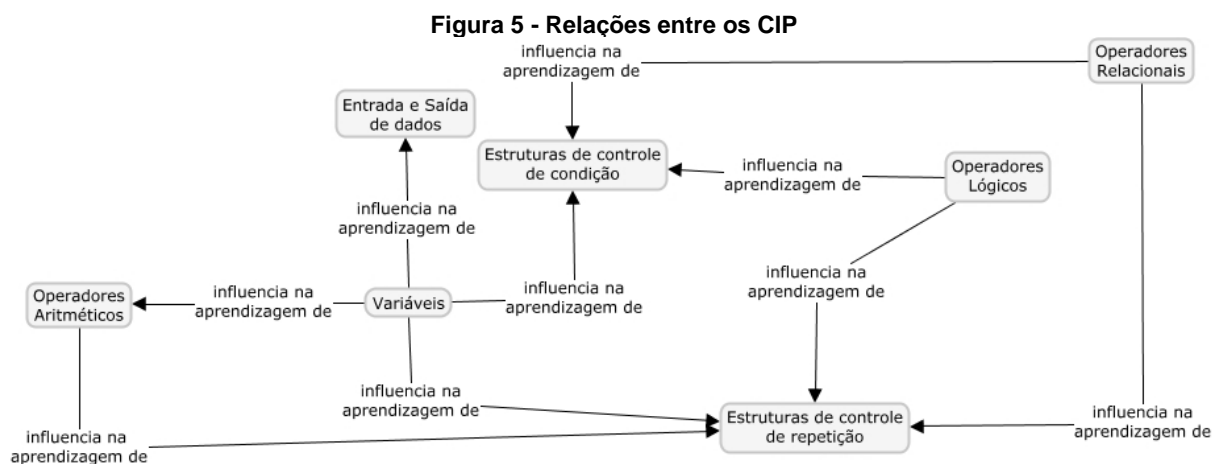 Figura 5 - Relações entre os CIP
influencia na
aprendizagem de
Operadores
Relacionais
Entrada e Saída
de dados
Estruturas de controle
de condição
influencia na
aprendizagem de
Operadores
Lógicos
influencia na
aprendizagem de
influencia na
aprendizagem de
Operadores
Aritméticos
influencia na
aprendizagem de
Variáveis
influencia na
aprendizagem de
influencia na
aprendizagem de
Estruturas de controle
de repetição
influencia na
aprendizagem de
influencia na
aprendizagem de